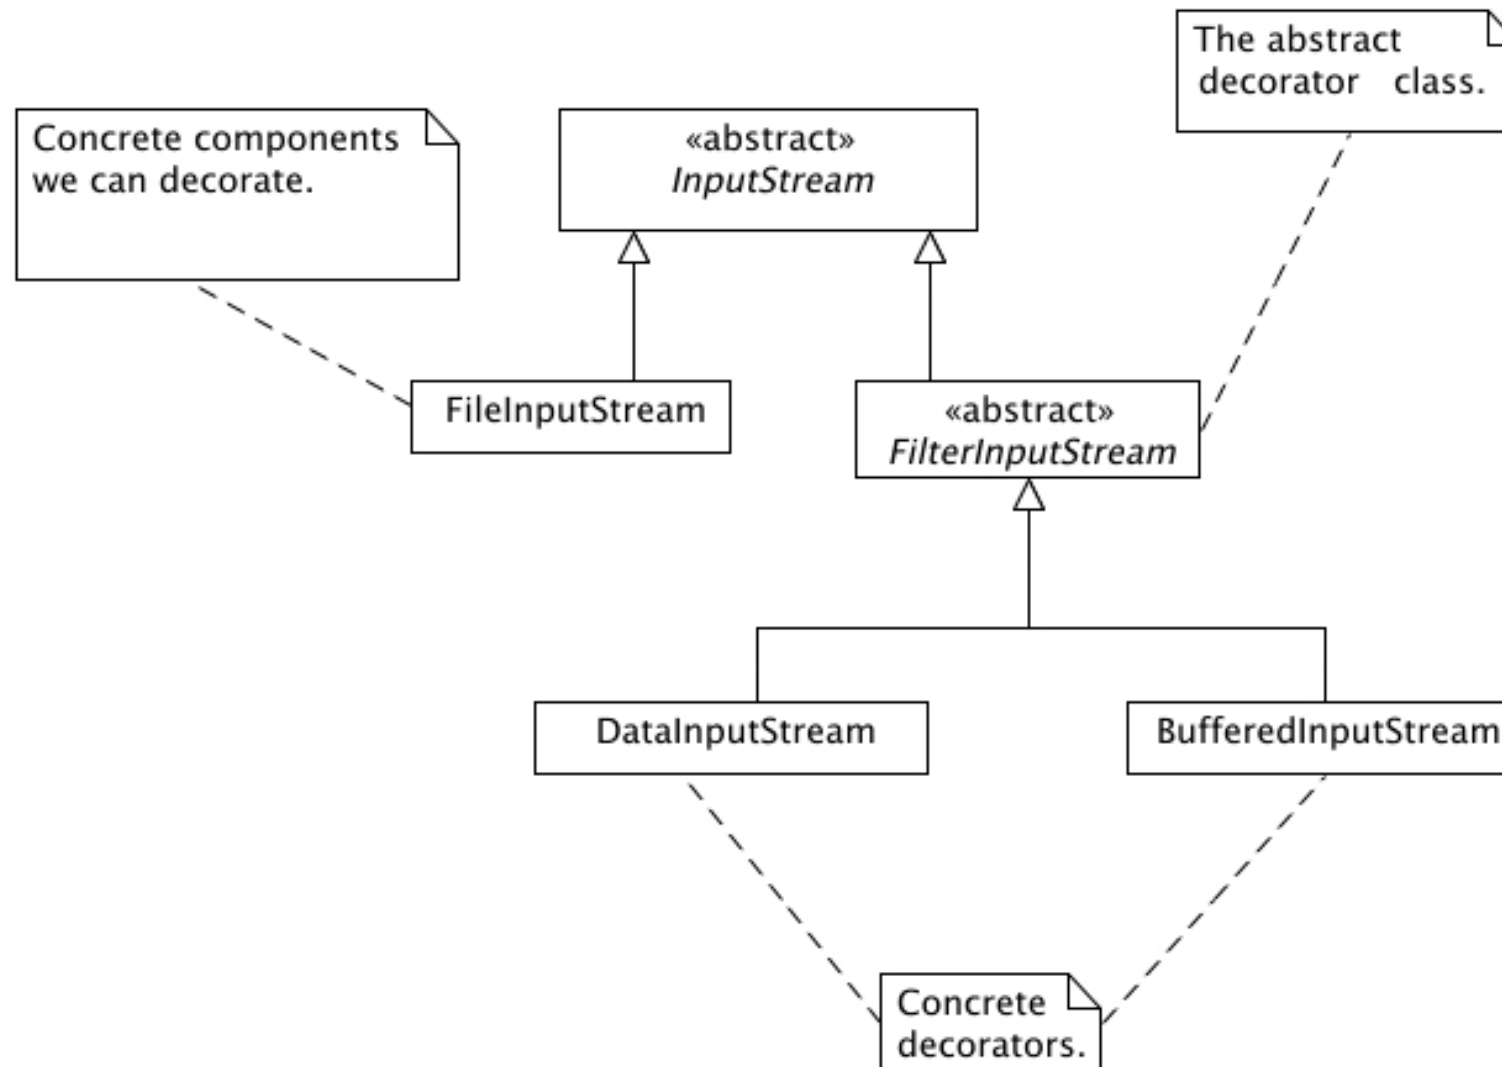 The abstract
decorator class.
Concrete components
we can decorate.
«abstract»
InputStream
FileInputStream
«abstract»
FilterInputStream
DataInputStream
BufferedInputStream
Concrete
decorators.